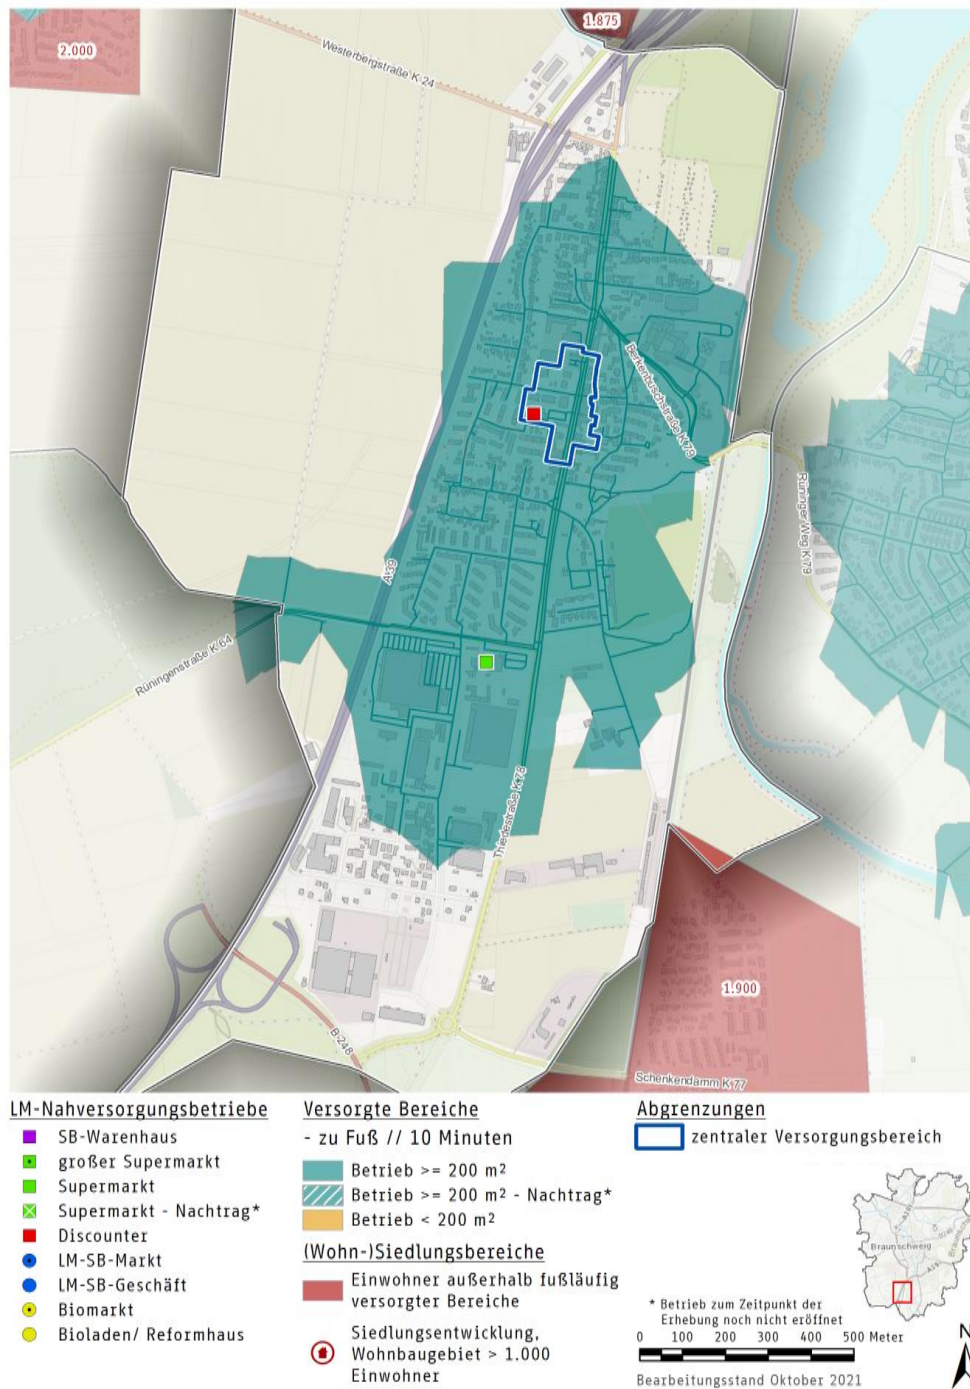 1.875
2.000
Westerbergstraße K 24
Berkenbuschstraße K 79
Rüninger Weg K 79
A 39
Rüningenstraße K 64
Thiedestraße K 78
1.900
B 248
Schenkendamm K 77
LM-Nahversorgungsbetriebe
SB-Warenhaus
großer Supermarkt
Supermarkt
Supermarkt - Nachtrag*
Discounter
LM-SB-Markt
LM-SB-Geschäft
Biomarkt
Bioladen/ Reformhaus
Versorgte Bereiche
- zu Fuß // 10 Minuten
Betrieb >= 200 m²
Betrieb >= 200 m² - Nachtrag*
Betrieb < 200 m²
(Wohn-)Siedlungsbereiche
Einwohner außerhalb fußläufig
versorgter Bereiche
Siedlungsentwicklung,
Wohnbaugebiet > 1.000
Einwohner
Abgrenzungen
zentraler Versorgungsbereich
Braunschweig
* Betrieb zum Zeitpunkt der
Erhebung noch nicht eröffnet
0 100 200 300 400 500 Meter
N
Bearbeitungsstand Oktober 2021